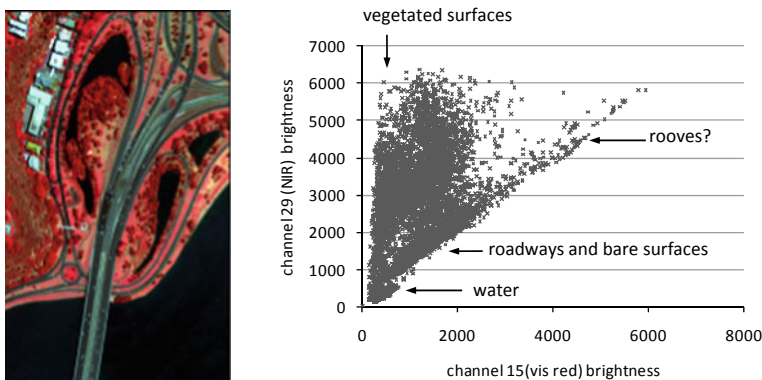 vegetated surfaces
7000
6000
5000
4000
3000
2000
1000
0
channel 29 (NIR) brightness
rooves?
roadways and bare surfaces
water
0 2000 4000 6000 8000
channel 15(vis red) brightness